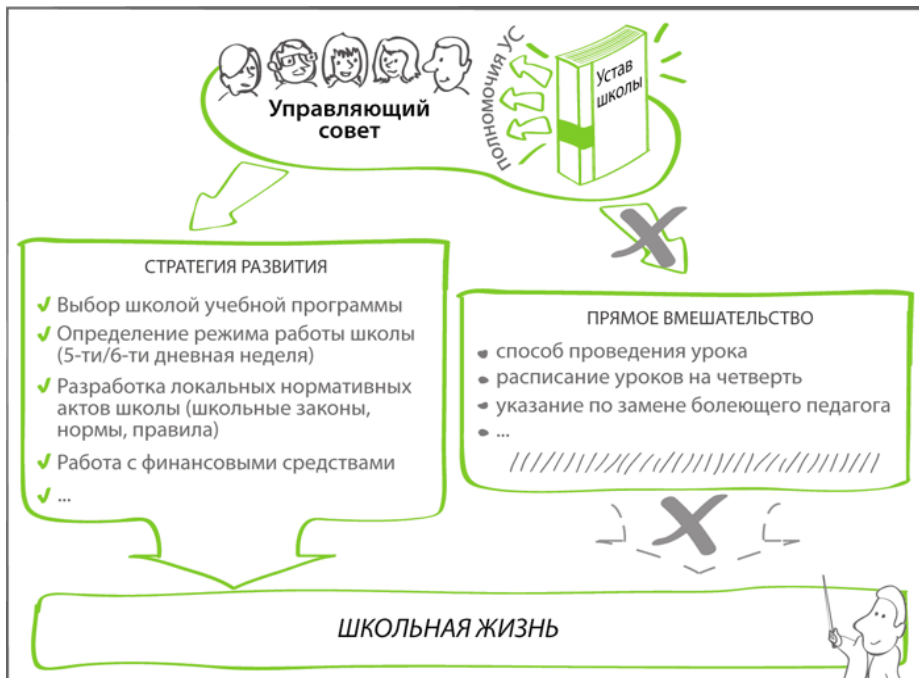 Управляющий
совет
ПОЛНОМОЧИЯ УС
Устав
школы
СТРАТЕГИЯ РАЗВИТИЯ
Выбор школой учебной программы
Определение режима работы школы
(5-ти/6-ти дневная неделя)
Разработка локальных нормативных
актов школы (школьные законы,
нормы, правила)
Работа с финансовыми средствами
...
ПРЯМОЕ ВМЕШАТЕЛЬСТВО
способ проведения урока
расписание уроков на четверть
указание по замене болеющего педагога
...
ШКОЛЬНАЯ ЖИЗНЬ